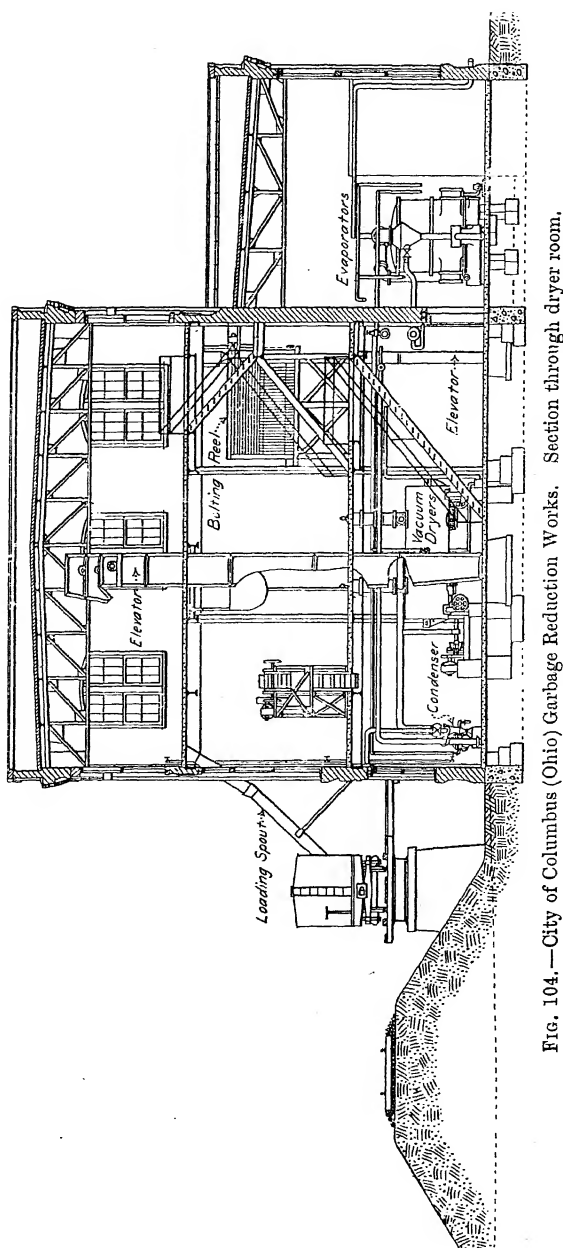 Evaporators
Bolting Reel
Elevator
Elevator
Vacuum
Dryers
Condenser
Loading Spout
FIG. 104.—City of Columbus (Ohio) Garbage Reduction Works. Section through dryer room.